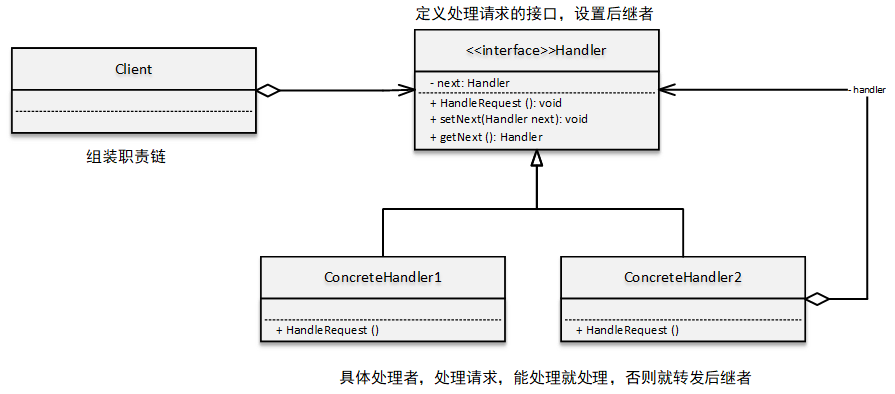 定义处理请求的接口，设置后继者
<<interface>>Handler
- next: Handler
+ HandleRequest (): void
+ setNext(Handler next): void
+ getNext (): Handler
Client
组装职责链
- handler
ConcreteHandler1
+ HandleRequest ()
ConcreteHandler2
+ HandleRequest ()
具体处理者，处理请求，能处理就处理，否则就转发后继者